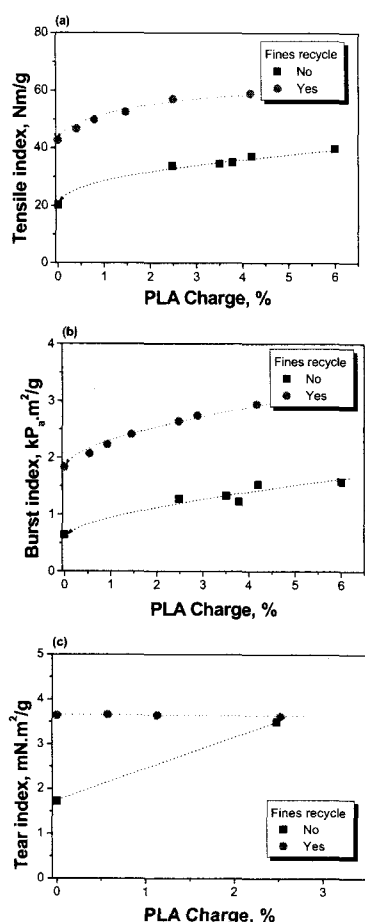 (a)
80
60
40
20
0
Tensile index, Nm/g
Fines recycle
No
Yes
0 1 2 3 4 5 6
PLA Charge, %
(b)
4
3
2
1
0
Burst index, kPa.m²/g
Fines recycle
No
Yes
0 1 2 3 4 5 6
PLA Charge, %
(c)
5
4
3
2
1
0
Tear index, mN.m²/g
Fines recycle
No
Yes
0 1 2 3
PLA Charge, %